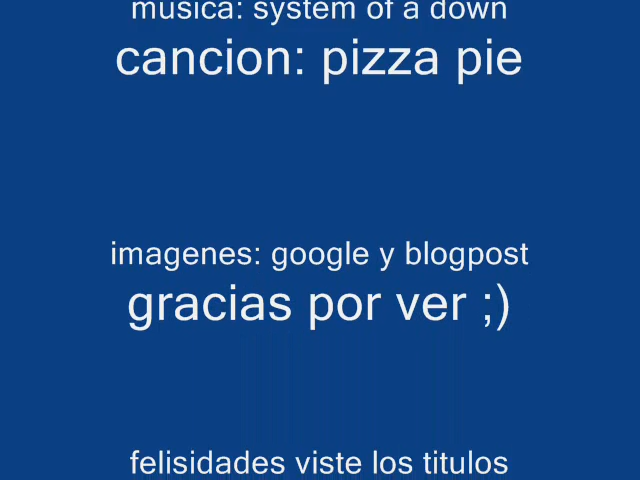 musica: system of a down
cancion: pizza pie
imagenes: google y blogpost
gracias por ver ;)
felisidades viste los titulos